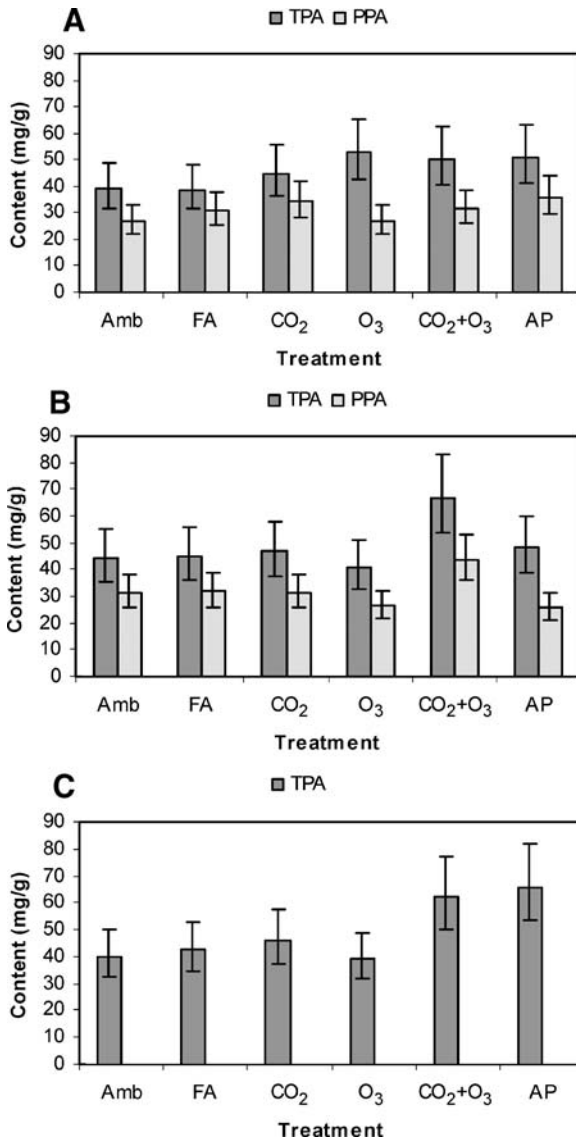 A
TPA PPA
90
80
70
60
50
40
30
20
10
0
Content (mg/g)
Amb FA CO₂ O₃ CO₂+O₃ AP
Treatment
B
TPA PPA
90
80
70
60
50
40
30
20
10
0
Content (mg/g)
Amb FA CO₂ O₃ CO₂+O₃ AP
Treatment
C
TPA
90
80
70
60
50
40
30
20
10
0
Content (mg/g)
Amb FA CO₂ O₃ CO₂+O₃ AP
Treatment